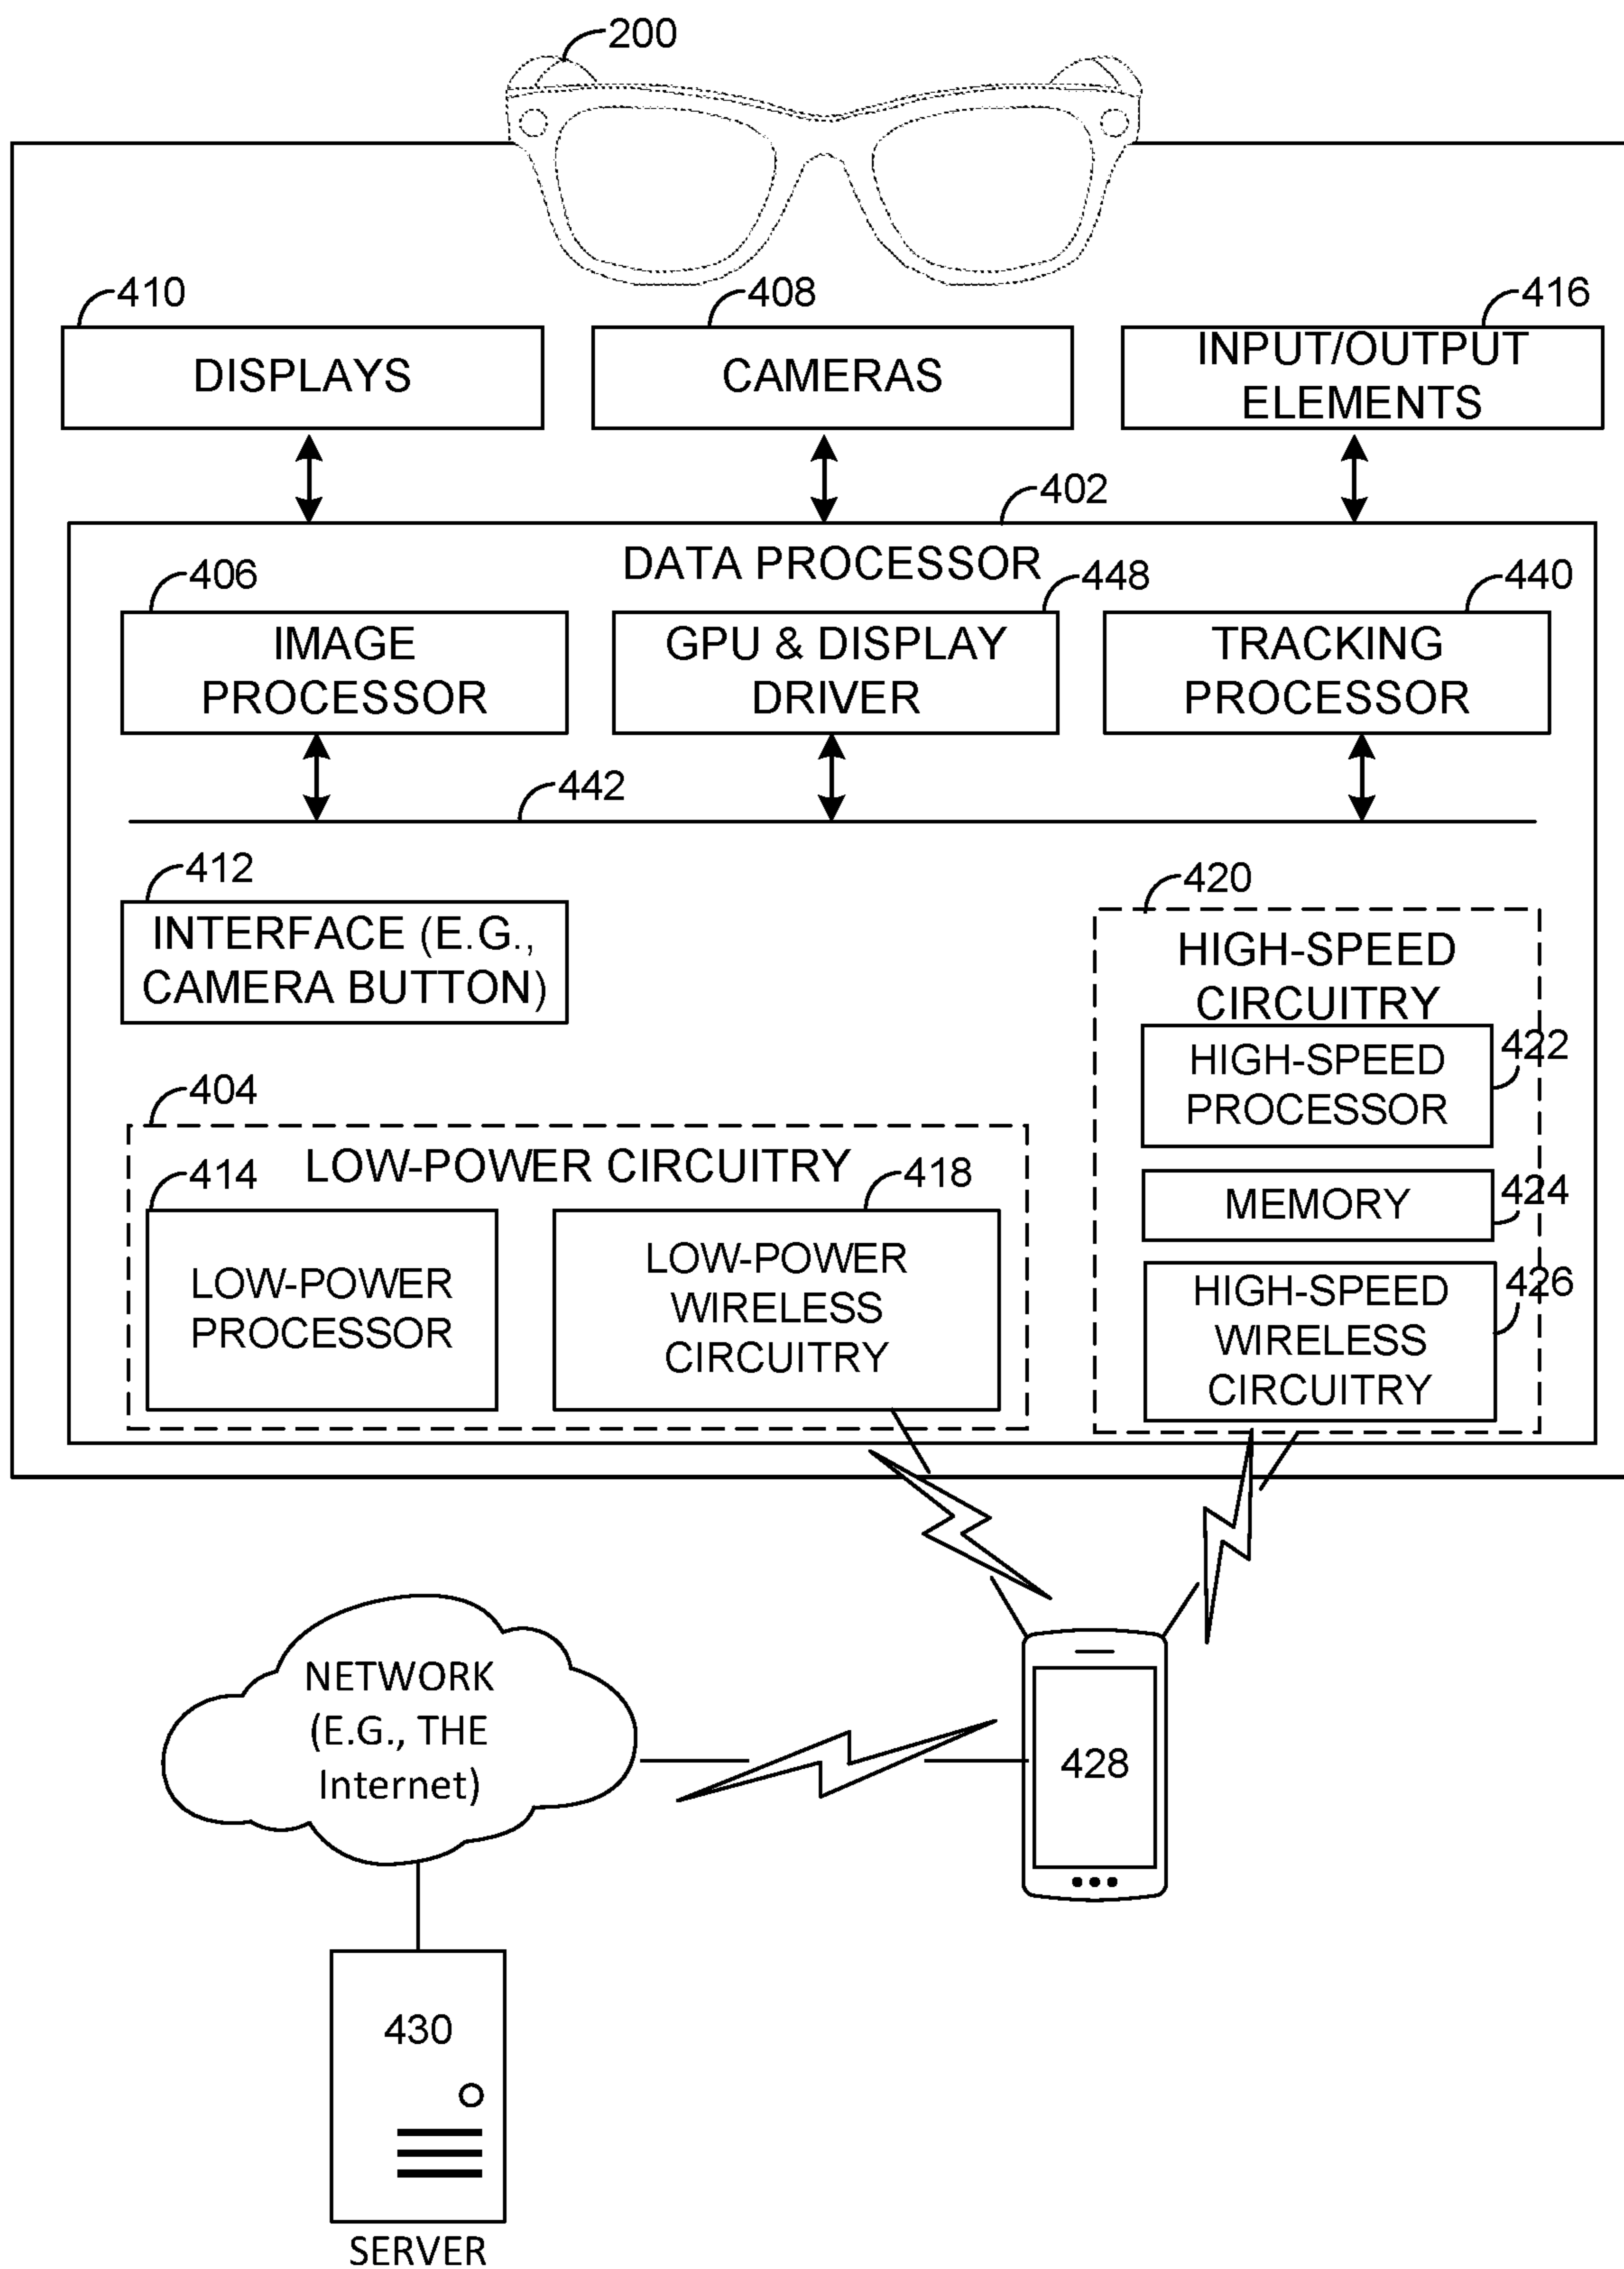 200
410
408
416
DISPLAYS
CAMERAS
INPUT/OUTPUT
ELEMENTS
402
DATA PROCESSOR
406
448
440
IMAGE
PROCESSOR
GPU & DISPLAY
DRIVER
TRACKING
PROCESSOR
442
412
INTERFACE (E.G.,
CAMERA BUTTON)
420
HIGH-SPEED
CIRCUITRY
422
HIGH-SPEED
PROCESSOR
424
MEMORY
426
HIGH-SPEED
WIRELESS
CIRCUITRY
404
LOW-POWER CIRCUITRY
414
418
LOW-POWER
PROCESSOR
LOW-POWER
WIRELESS
CIRCUITRY
NETWORK
(E.G., THE
Internet)
428
430
SERVER